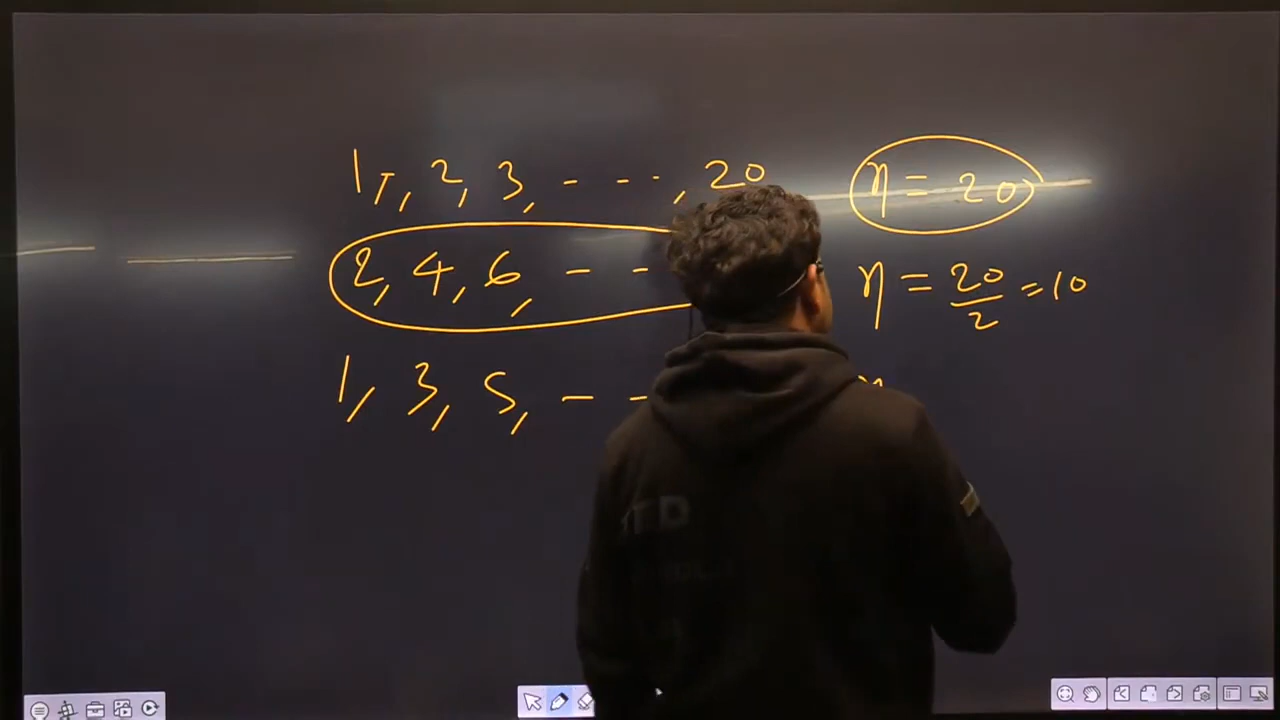 1, 2, 3, - - - -, 20 η = 20
2, 4, 6, - - η = 20/2 = 10
1, 3, 5, - -